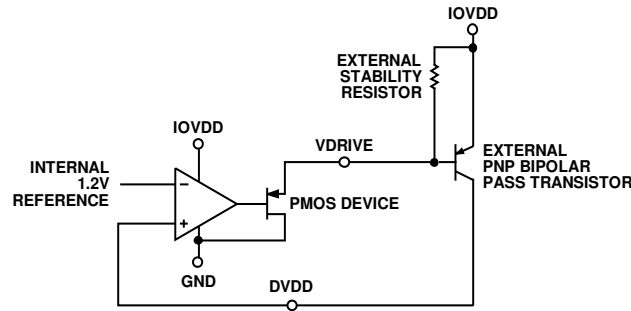 IOVDD
EXTERNAL
STABILITY
RESISTOR
IOVDD
VDRIVE
EXTERNAL
PNP BIPOLAR
PASS TRANSISTOR
INTERNAL
1.2V
REFERENCE
−
+
PMOS DEVICE
GND
DVDD